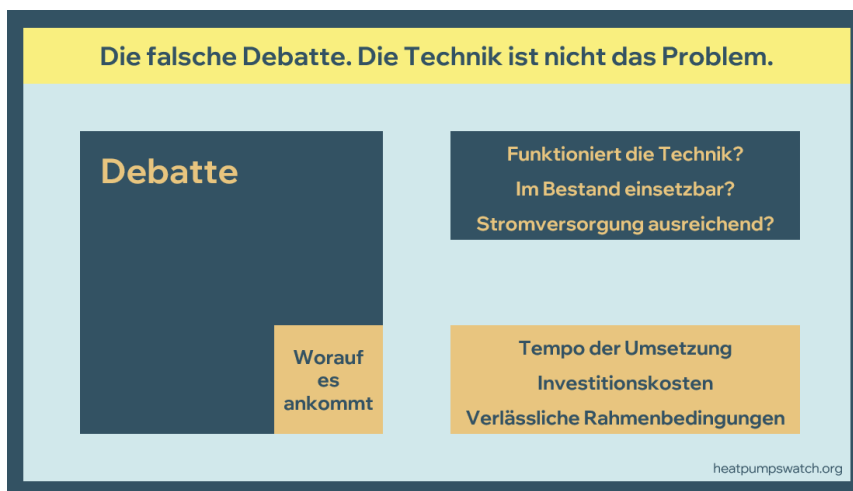 Die falsche Debatte. Die Technik ist nicht das Problem.
Debatte
Worauf
es
ankommt
Funktioniert die Technik?
Im Bestand einsetzbar?
Stromversorgung ausreichend?
Tempo der Umsetzung
Investitionskosten
Verlässliche Rahmenbedingungen
heatpumpswatch.org